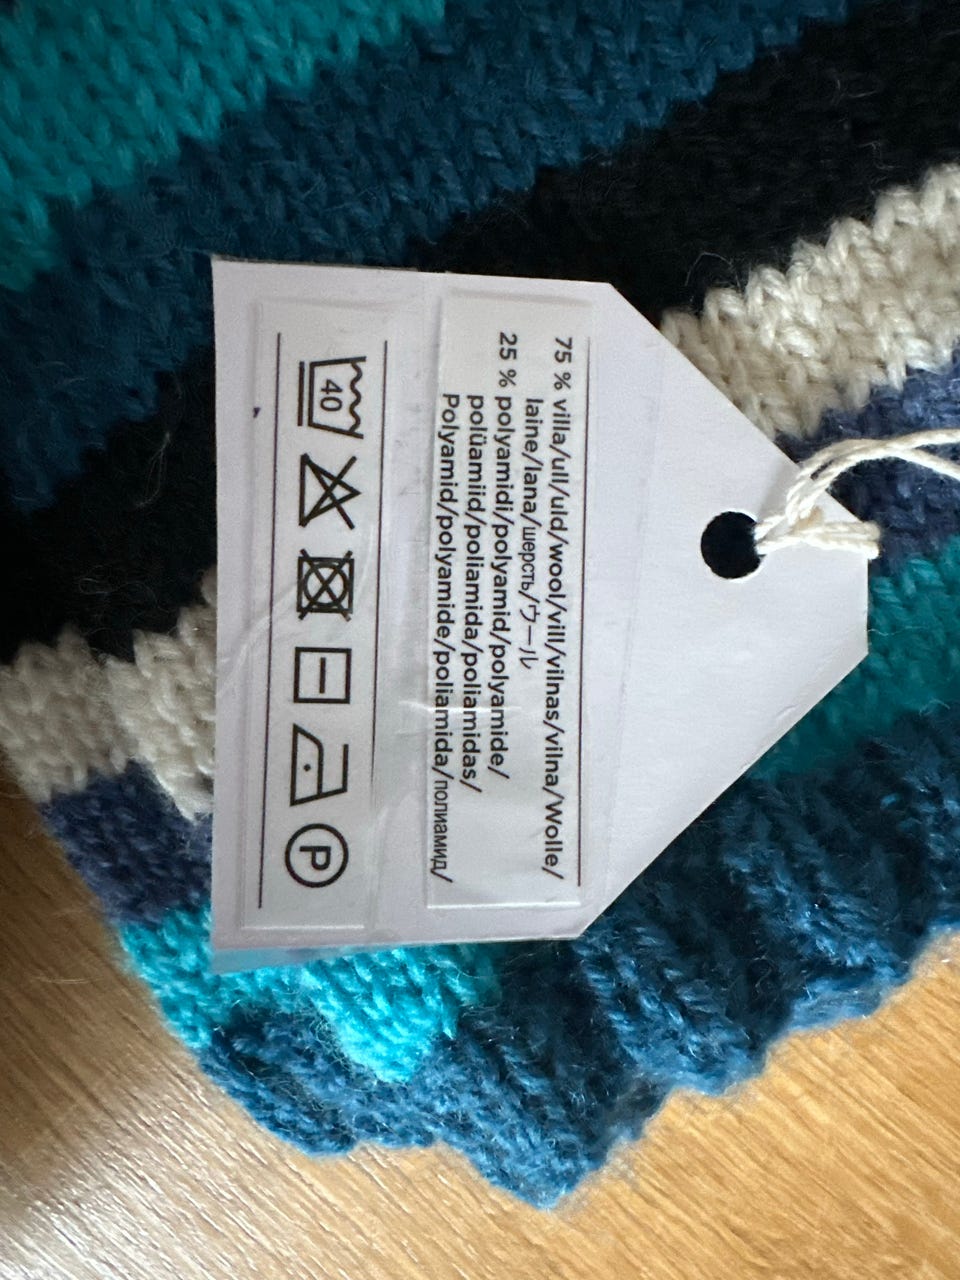 75 % villa/ull/uld/wool/vill/vilnas/vilna/Wolle/
laine/lana/шерсть/ウール
25 % polyamidi/polyamid/polyamide/
polüamiid/poliamida/poliamidas/
Polyamid/polyamide/poliamida/полиамид/
40
P